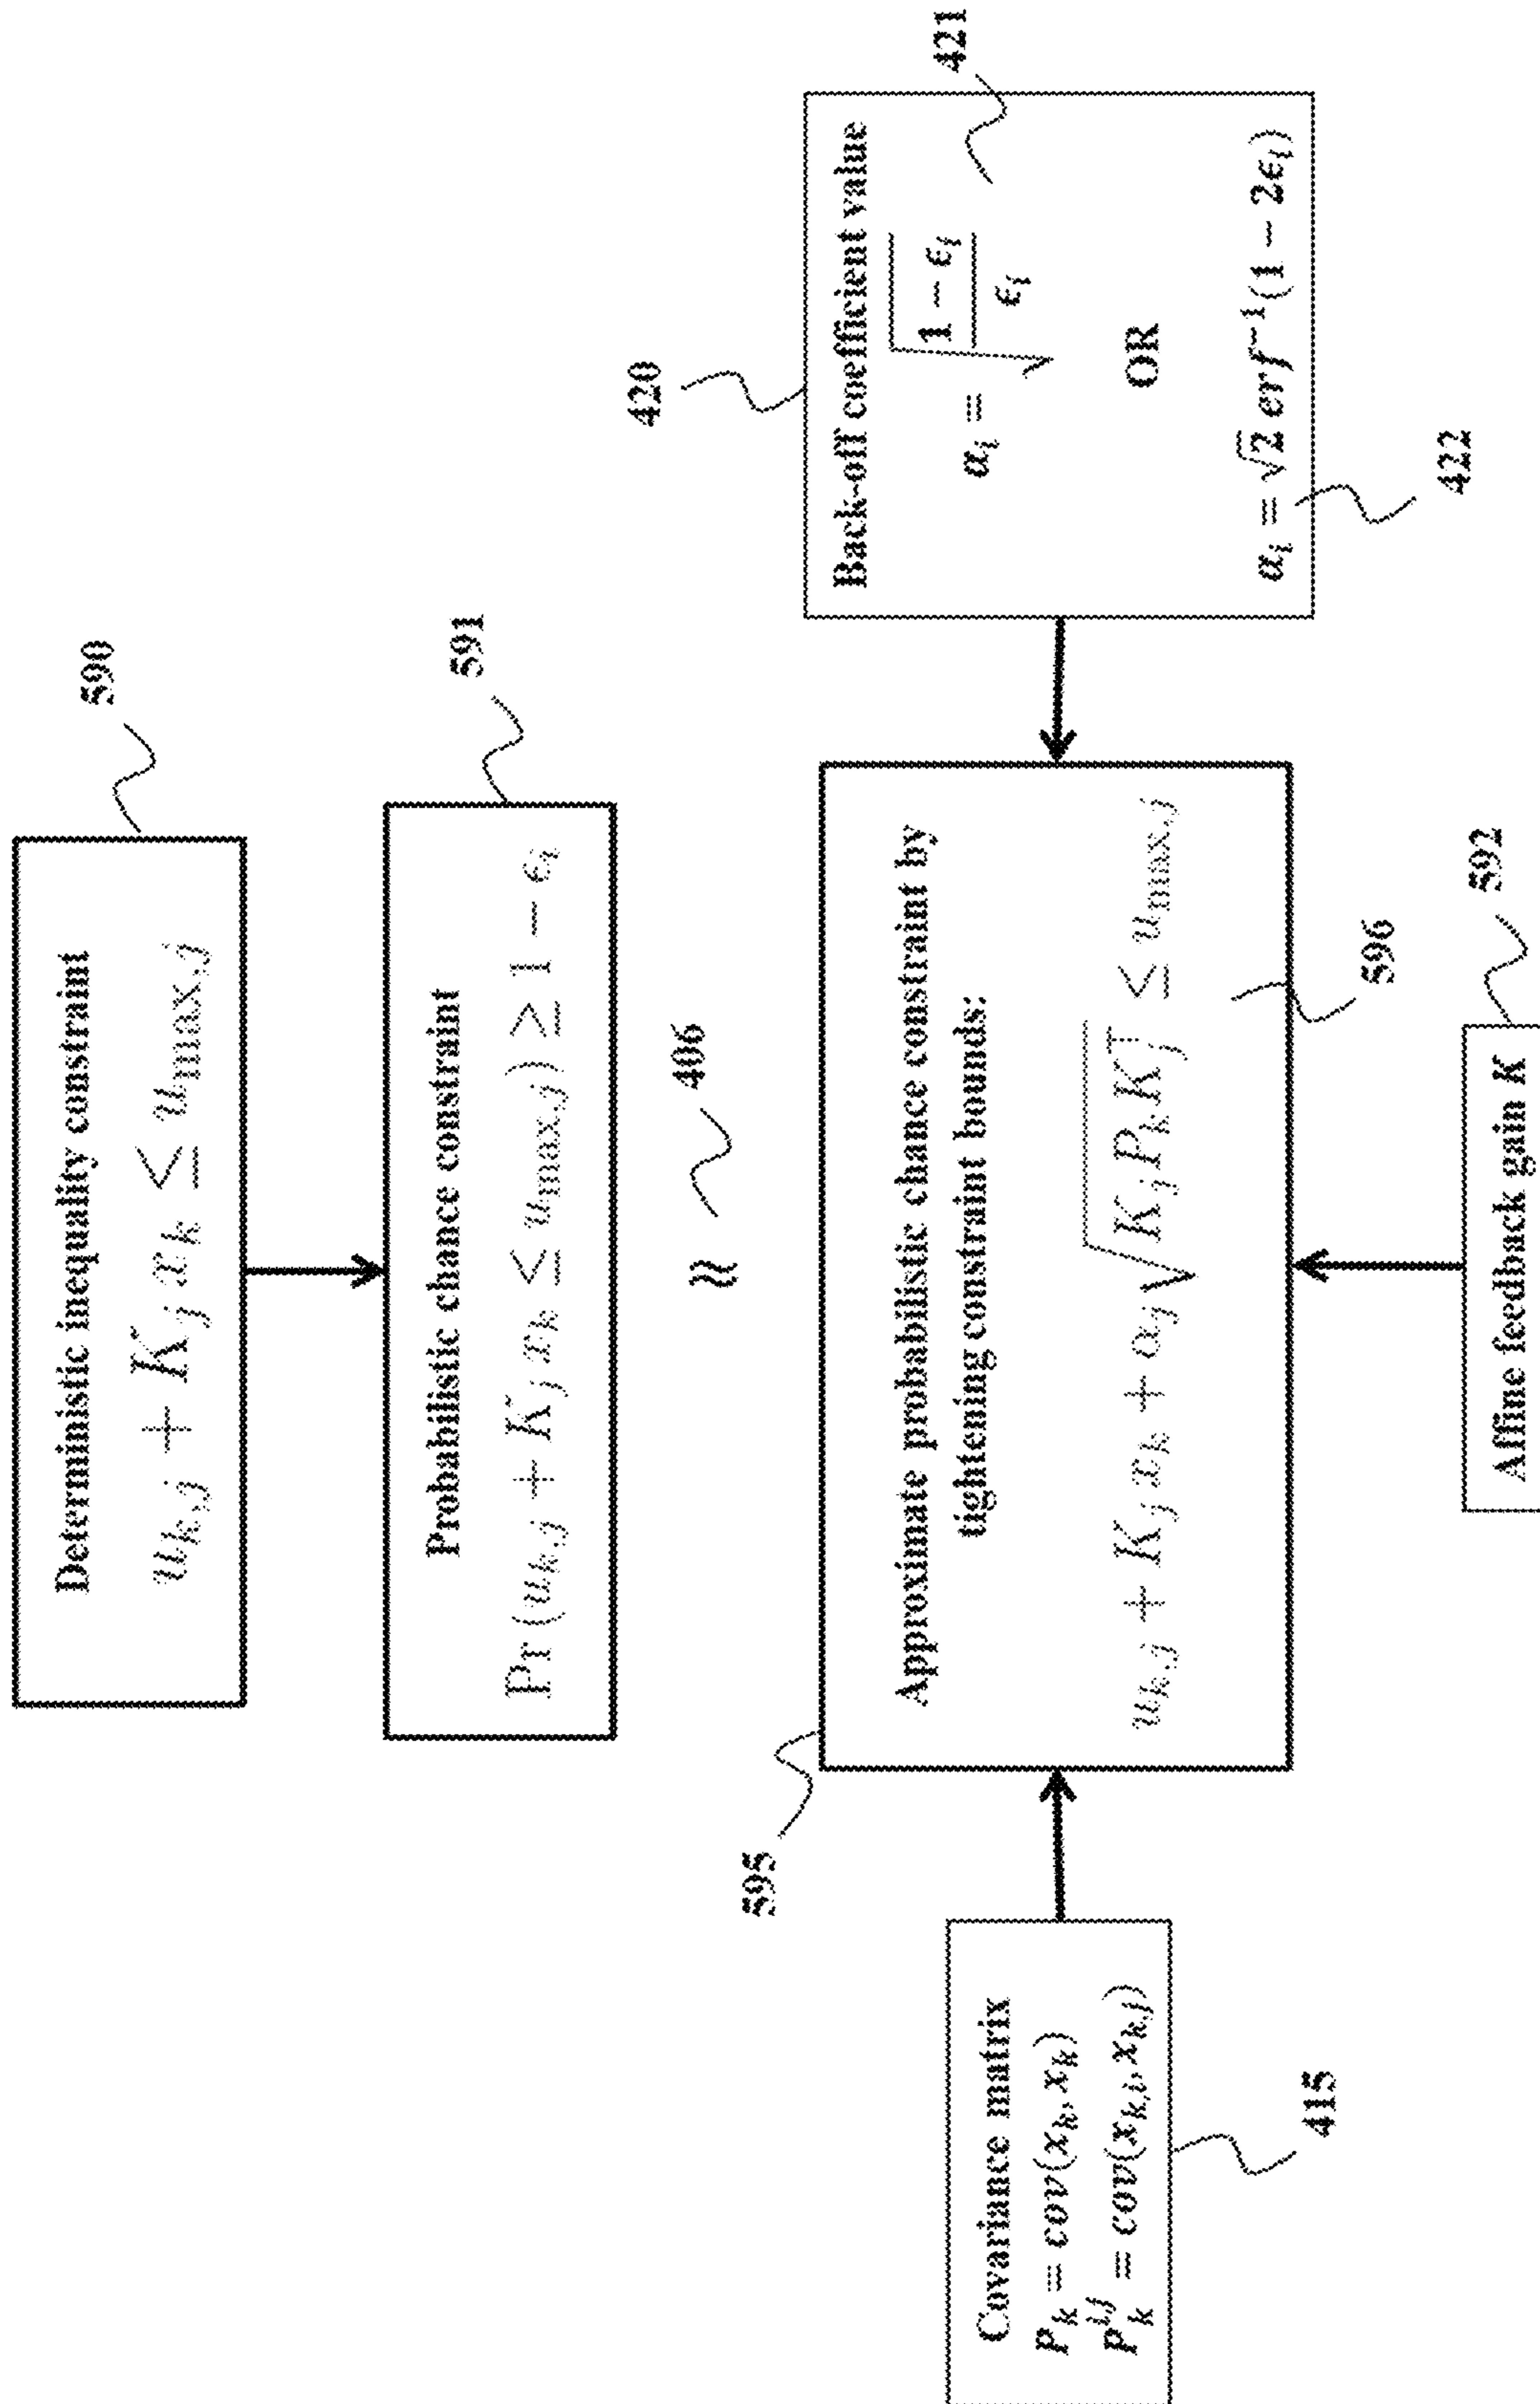 590
Deterministic inequality constraint
u_{k,j} + K_j x_k ≤ u_{max,j}
591
Probabilistic chance constraint
Pr(u_{k,j} + K_j x_k ≤ u_{max,j}) ≥ 1 − ϵ_i
≈ 406
595
Approximate probabilistic chance constraint by
tightening constraint bounds:
u_{k,j} + K_j x_k + α_j √(K_j P_k K_j^⊤) ≤ u_{max,j}
596
420
Back-off coefficient value
α_i = √((1 − ϵ_i)/ϵ_i)
421
OR
α_i = √2 erf^{−1}(1 − 2ϵ_i)
422
Covariance matrix
P_k = cov(x_k, x_k)
P_k^{i,j} = cov(x_{k,i}, x_{k,j})
415
592
Affine feedback gain K